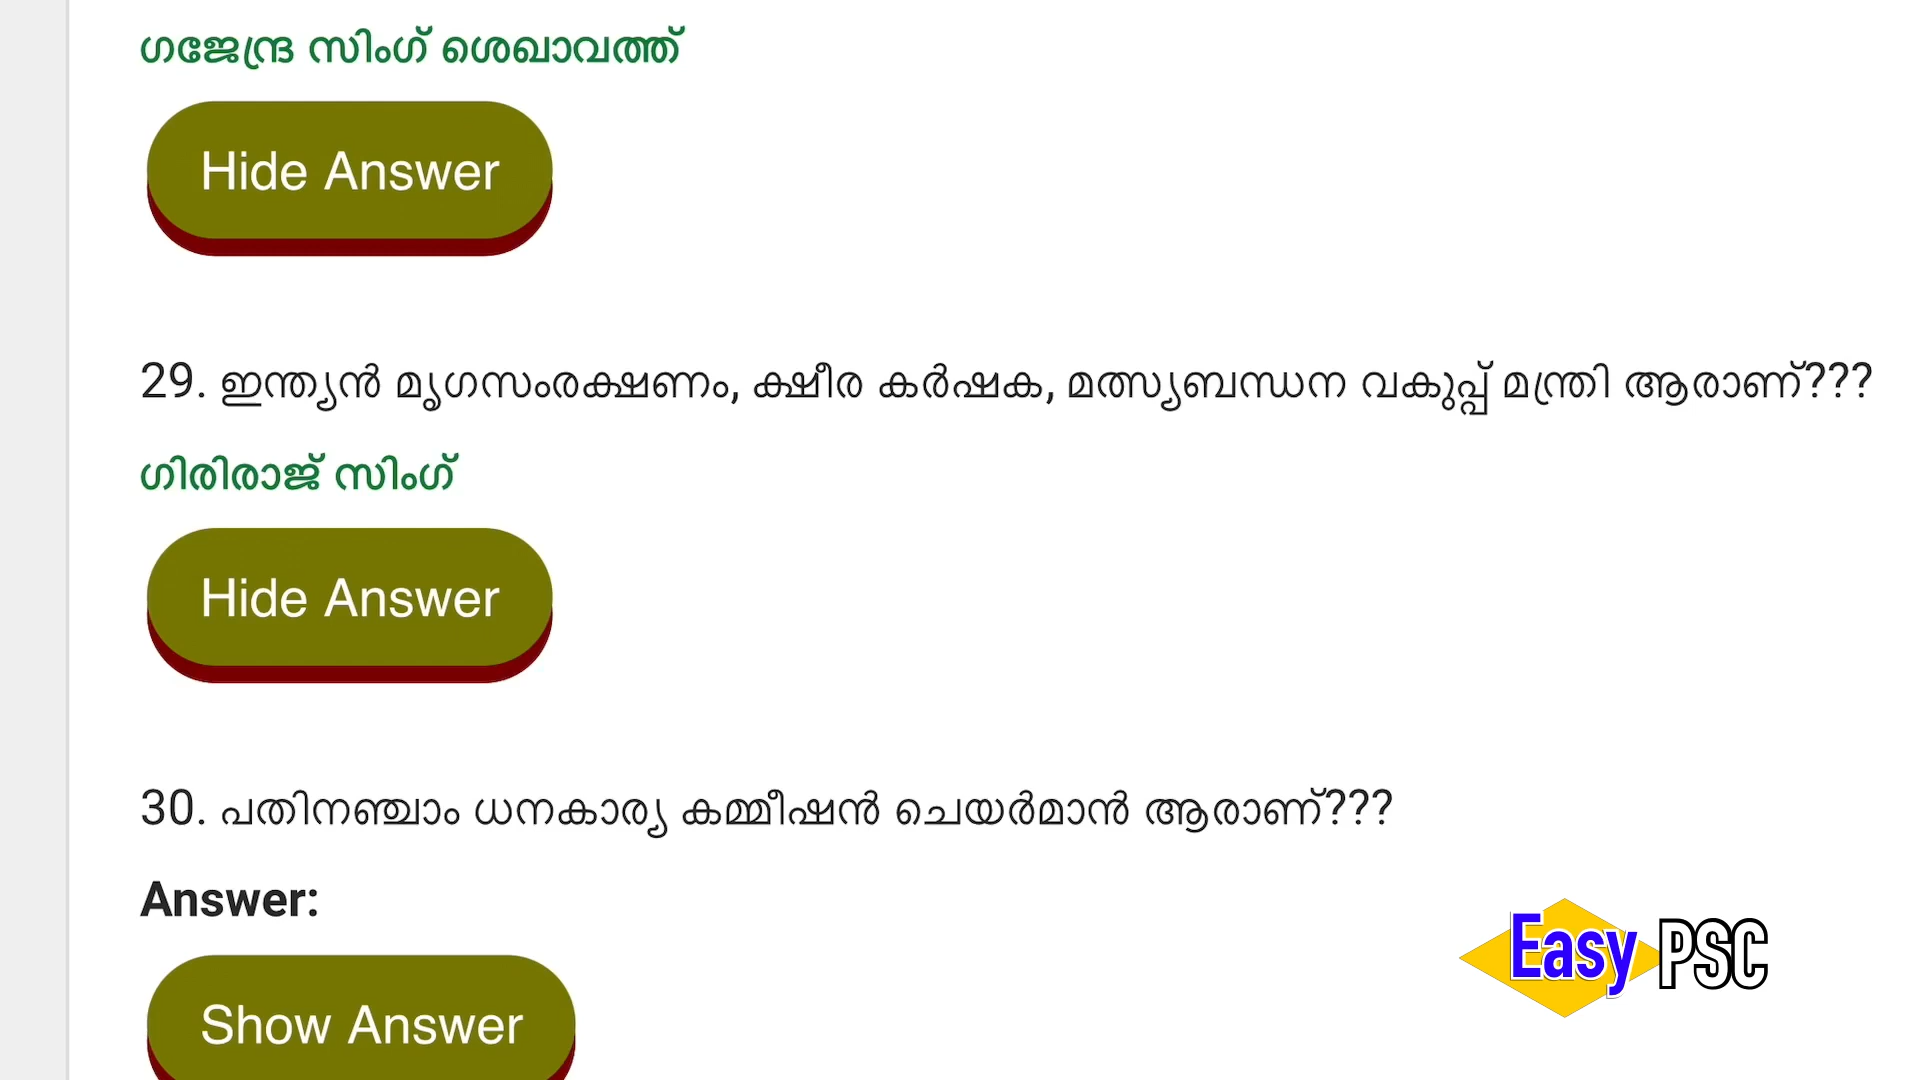 ഗജേന്ദ്ര സിംഗ് ശെഖാവത്ത്
Hide Answer
29. ഇന്ത്യൻ മൃഗസംരക്ഷണം, ക്ഷീര കർഷക, മത്സ്യബന്ധന വകുപ്പ് മന്ത്രി ആരാണ്???
ഗിരിരാജ് സിംഗ്
Hide Answer
30. പതിനഞ്ചാം ധനകാര്യ കമ്മീഷൻ ചെയർമാൻ ആരാണ്???
Answer:
Easy PSC
Show Answer